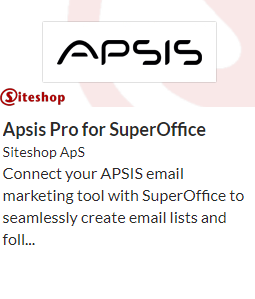 APSIS
Siteshop
Apsis Pro for SuperOffice
Siteshop ApS
Connect your APSIS email
marketing tool with SuperOffice to
seamlessly create email lists and
foll...